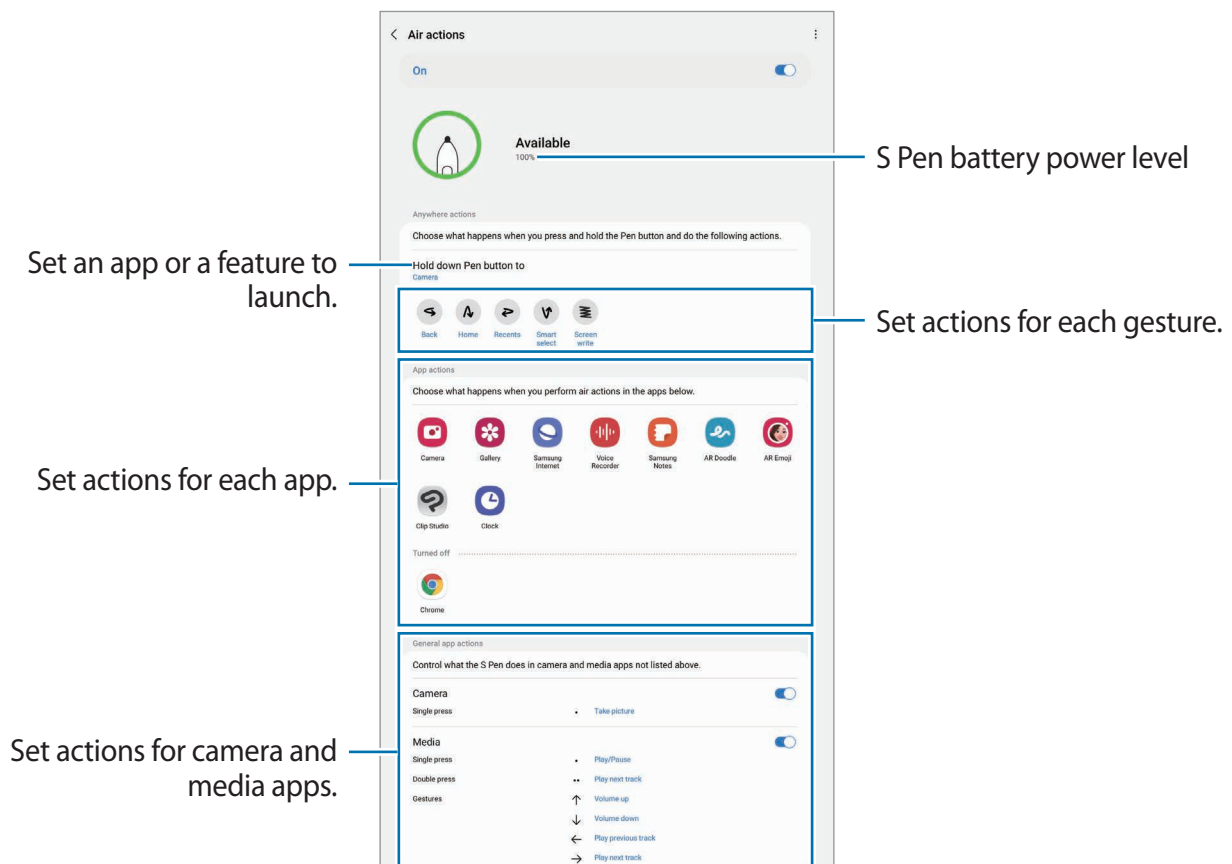 Air actions
On
Available
100%
S Pen battery power level
Anywhere actions
Choose what happens when you press and hold the Pen button and do the following actions.
Set an app or a feature to
launch.
Hold down Pen button to
Camera
Back Home Recents Smart select Screen write
Set actions for each gesture.
App actions
Choose what happens when you perform air actions in the apps below.
Camera Gallery Samsung Internet Voice Recorder Samsung Notes AR Doodle AR Emoji
Set actions for each app.
Clip Studio Clock
Turned off
Chrome
General app actions
Control what the S Pen does in camera and media apps not listed above.
Camera
Single press Take picture
Set actions for camera and
media apps.
Media
Single press Play/Pause
Double press Play next track
Gestures Volume up
Volume down
Play previous track
Play next track